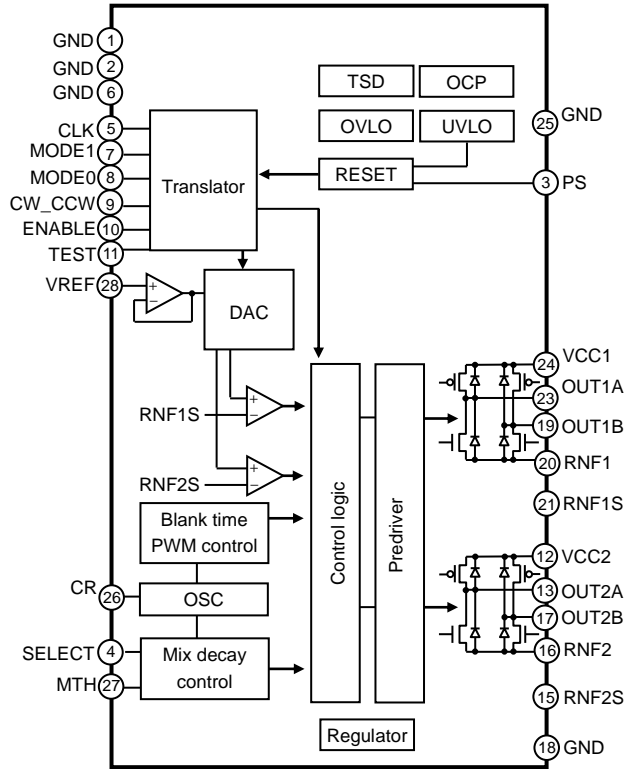 GND 1
GND 2
GND 6
CLK 5
MODE1 7
MODE0 8
CW_CCW 9
ENABLE 10
TEST 11
VREF 28
Translator
TSD
OCP
OVLO
UVLO
RESET
25 GND
3 PS
+
−
DAC
+
−
RNF1S
+
−
RNF2S
Blank time
PWM control
CR 26
OSC
SELECT 4
MTH 27
Mix decay
control
Control logic
Predriver
Regulator
24 VCC1
23 OUT1A
19 OUT1B
20 RNF1
21 RNF1S
12 VCC2
13 OUT2A
17 OUT2B
16 RNF2
15 RNF2S
18 GND